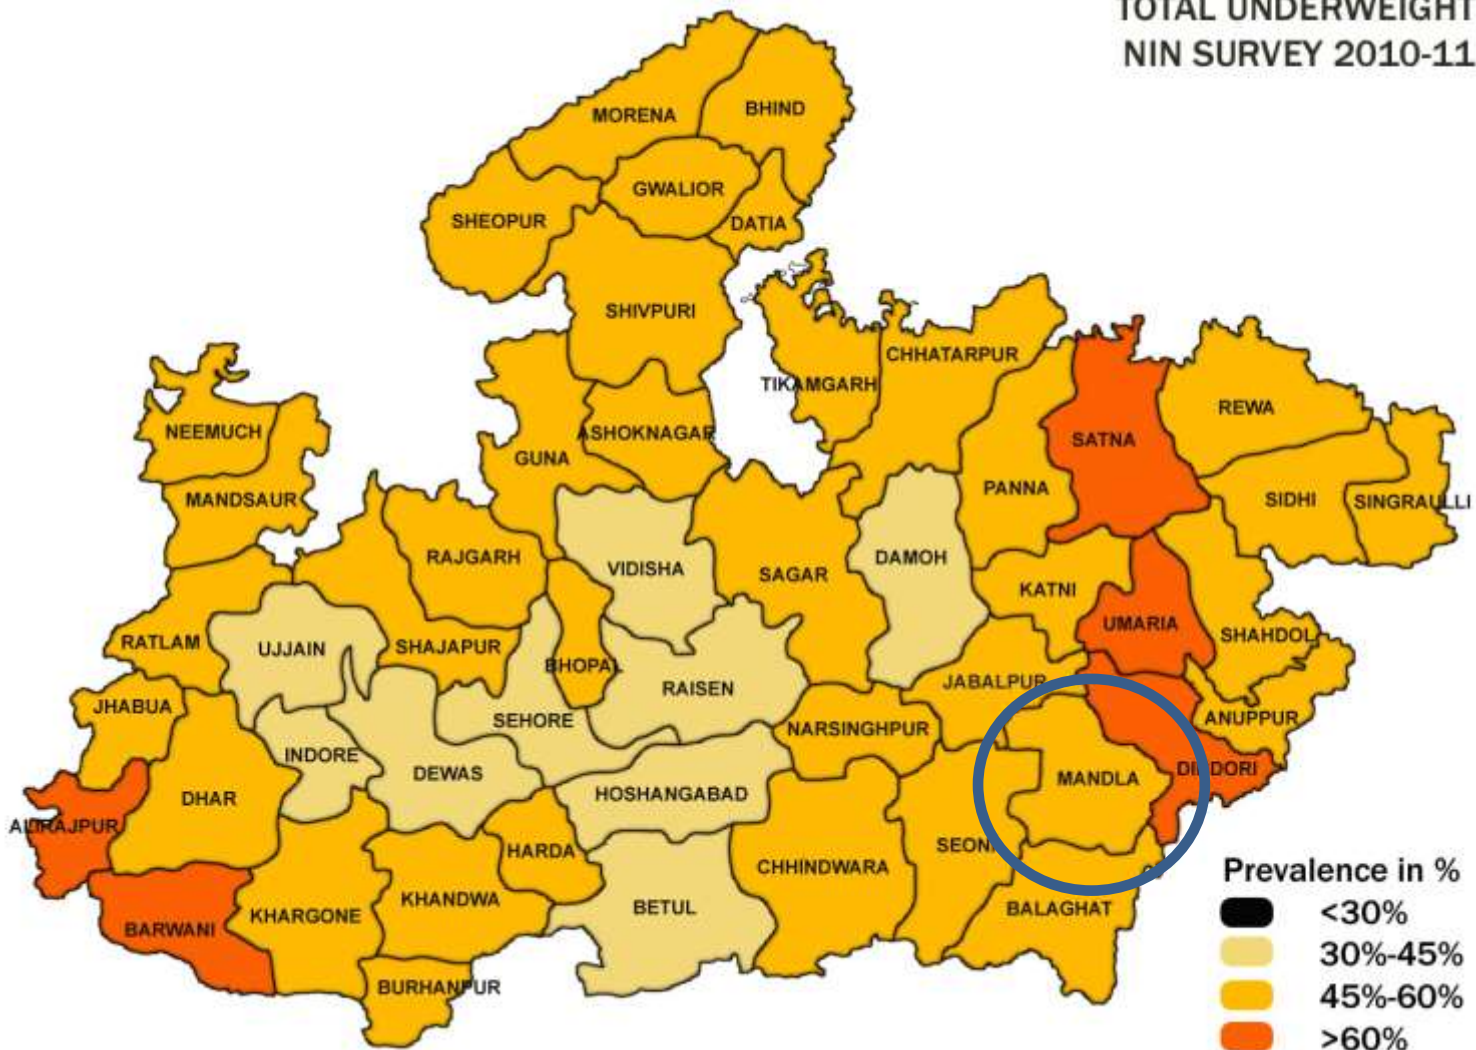 TOTAL UNDERWEIGHT
NIN SURVEY 2010-11
MORENA
BHIND
GWALIOR
SHEOPUR
DATIA
SHIVPURI
CHHATARPUR
TIKAMGARH
REWA
NEEMUCH
ASHOKNAGAR
SATNA
GUNA
PANNA
MANDSAUR
SIDHI
SINGRAULLI
RAJGARH
VIDISHA
SAGAR
DAMOH
KATNI
UMARIA
SHAHDOL
RATLAM
UJJAIN
SHAJAPUR
BHOPAL
RAISEN
JABALPUR
JHABUA
SEHORE
NARSINGHPUR
ANUPPUR
INDORE
DEWAS
DINDORI
MANDLA
DHAR
HOSHANGABAD
ALIRAJPUR
HARDA
SEONI
CHHINDWARA
KHANDWA
BETUL
BALAGHAT
KHARGONE
BARWANI
BURHANPUR
Prevalence in %
<30%
30%-45%
45%-60%
>60%